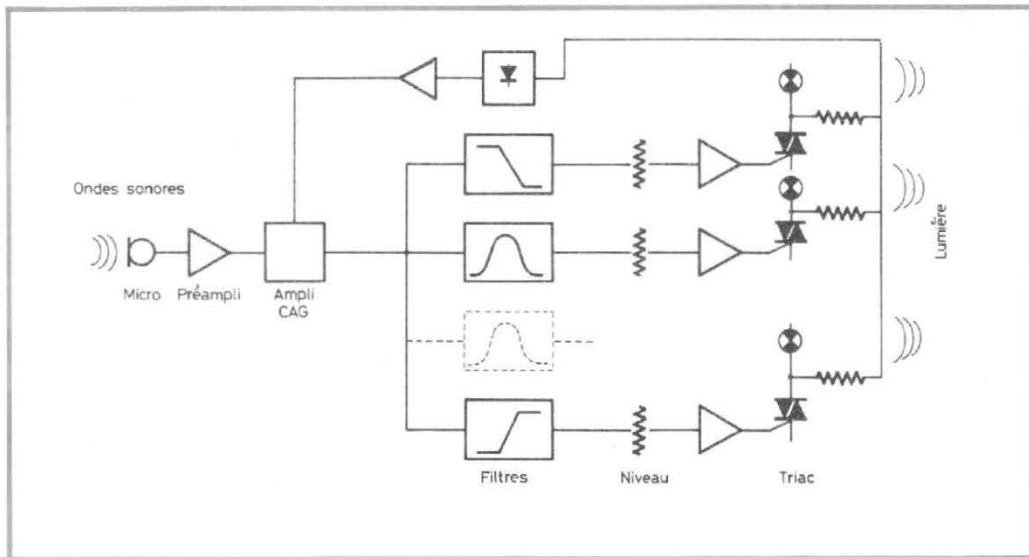 Ondes sonores
Micro
Préampli
Ampli
CAG
Filtres
Niveau
Triac
Lumière